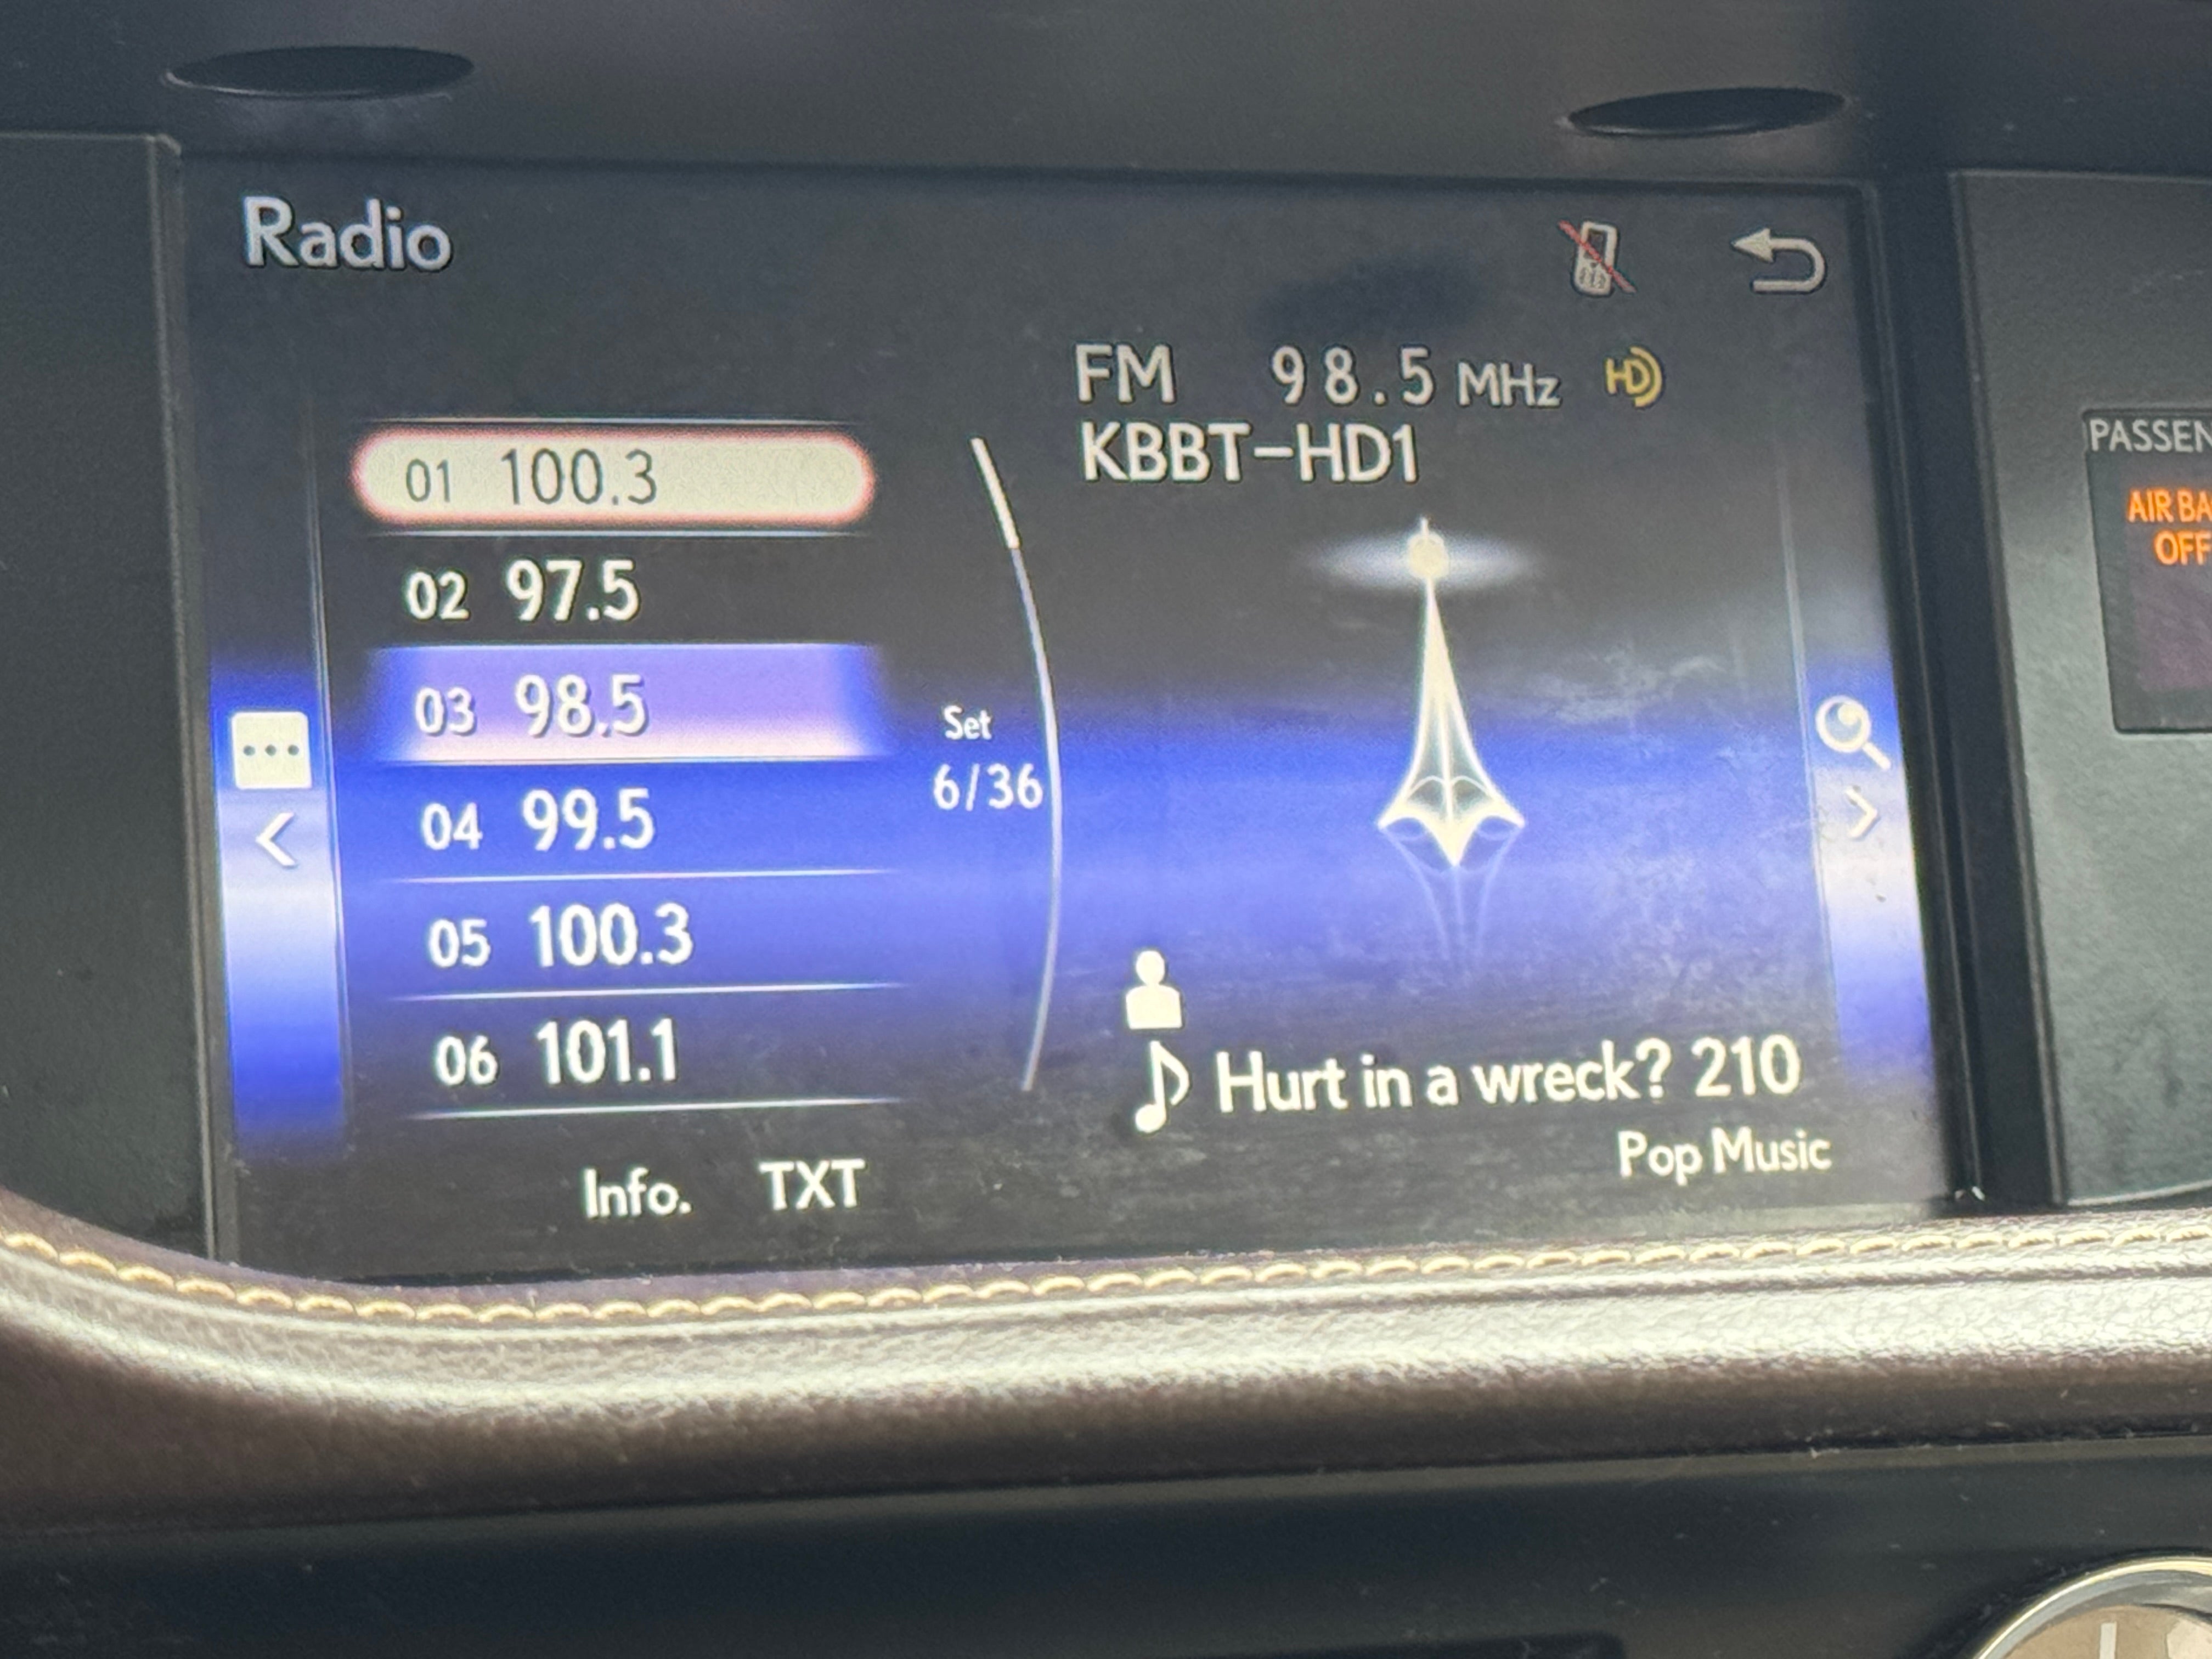 Radio
FM 98.5 MHz HD
KBBT-HD1
01 100.3
02 97.5
03 98.5
04 99.5
05 100.3
06 101.1
Set
6/36
Hurt in a wreck? 210
Pop Music
Info. TXT
PASSEN
AIR BA
OFF